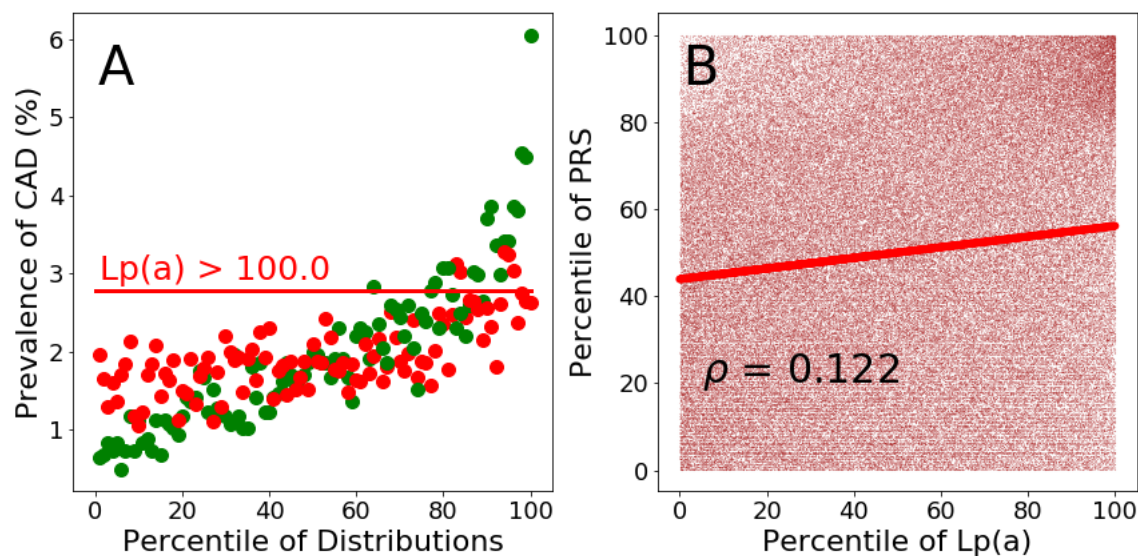 A
Prevalence of CAD (%)
6
5
4
3
2
1
Lp(a) > 100.0
0 20 40 60 80 100
Percentile of Distributions
B
Percentile of PRS
100
80
60
40
20
0
ρ = 0.122
0 20 40 60 80 100
Percentile of Lp(a)